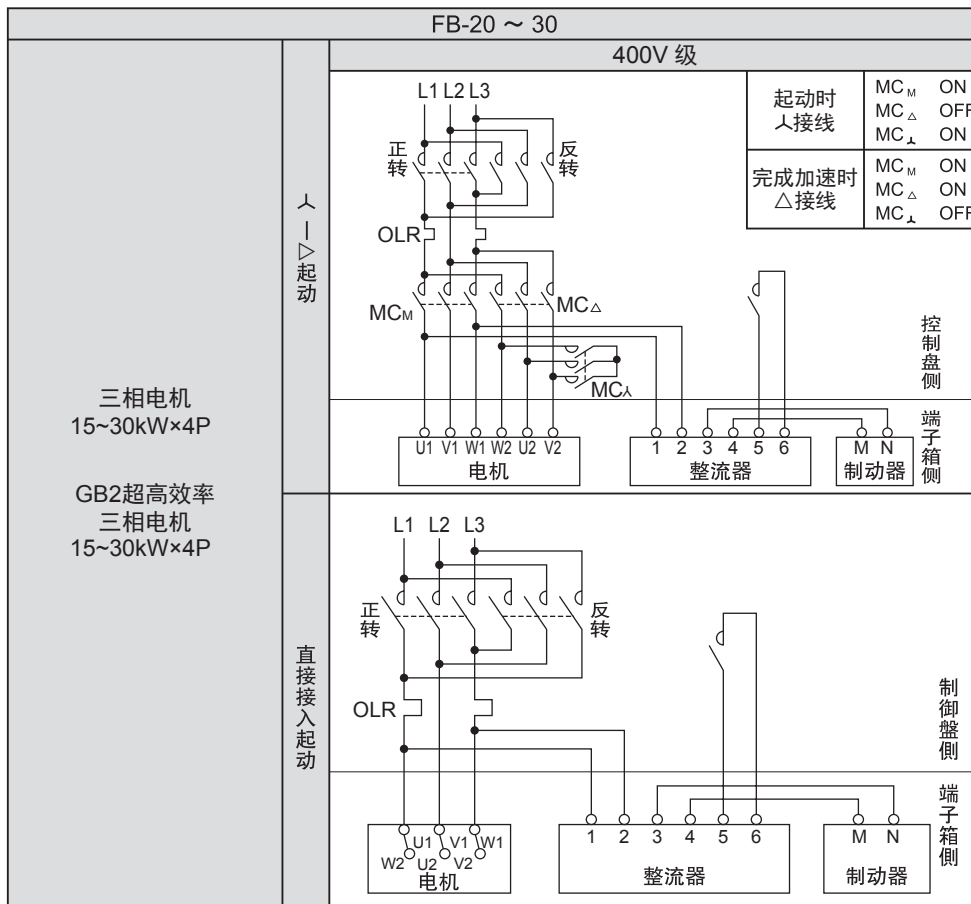 FB-20 ~ 30
400V 级
三相电机
15~30kW×4P
GB2超高效率
三相电机
15~30kW×4P
人-△起动
L1 L2 L3
正转
反转
OLR
MCM
MC△
MC人
起动时
人接线
MCM ON
MC△ OFF
MC人 ON
完成加速时
△接线
MCM ON
MC△ ON
MC人 OFF
控制盘侧
端子箱侧
U1 V1 W1 W2 U2 V2
电机
1 2 3 4 5 6
整流器
M N
制动器
直接接入起动
L1 L2 L3
正转
反转
OLR
制御盤側
端子箱側
U1 V1 W1
W2 U2 V2
电机
1 2 3 4 5 6
整流器
M N
制动器